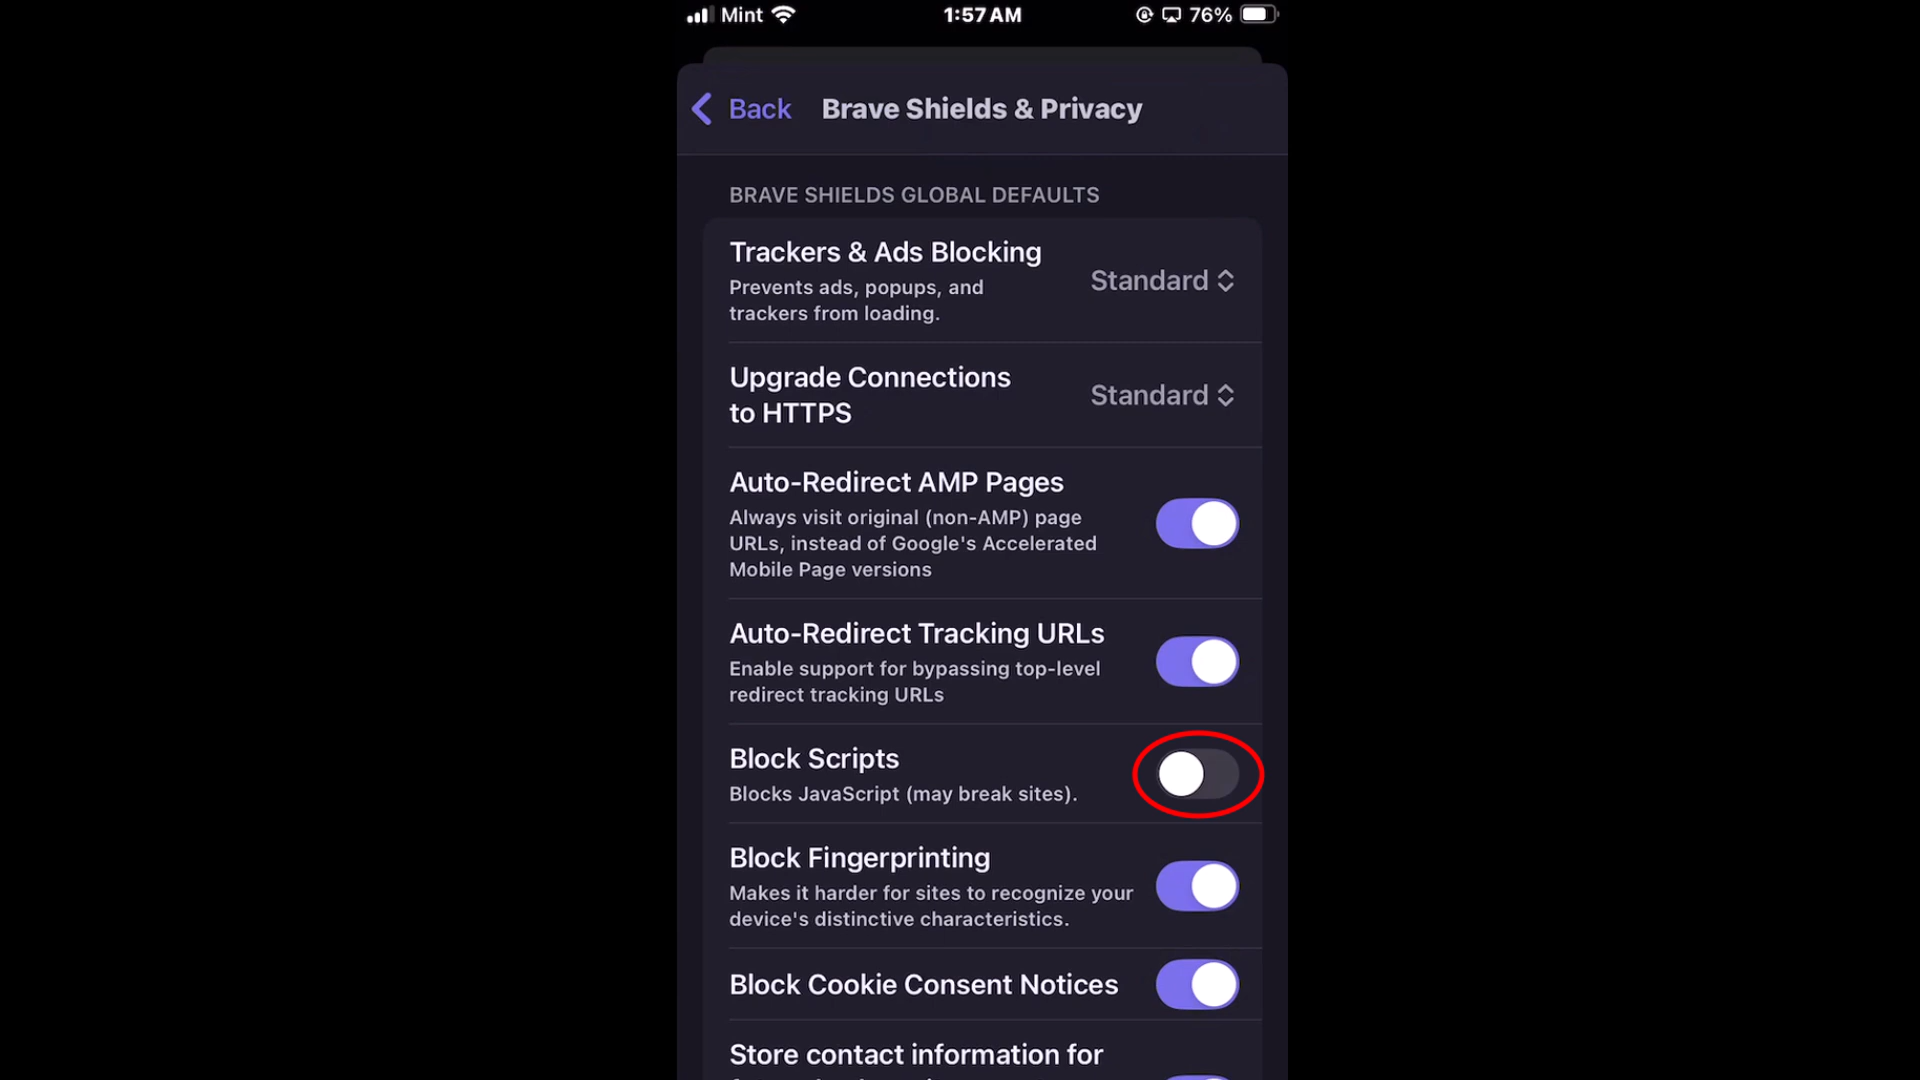 Mint 1:57 AM 76%
Back Brave Shields & Privacy
BRAVE SHIELDS GLOBAL DEFAULTS
Trackers & Ads Blocking
Prevents ads, popups, and
trackers from loading.
Standard
Upgrade Connections
to HTTPS
Standard
Auto-Redirect AMP Pages
Always visit original (non-AMP) page
URLs, instead of Google's Accelerated
Mobile Page versions
Auto-Redirect Tracking URLs
Enable support for bypassing top-level
redirect tracking URLs
Block Scripts
Blocks JavaScript (may break sites).
Block Fingerprinting
Makes it harder for sites to recognize your
device's distinctive characteristics.
Block Cookie Consent Notices
Store contact information for